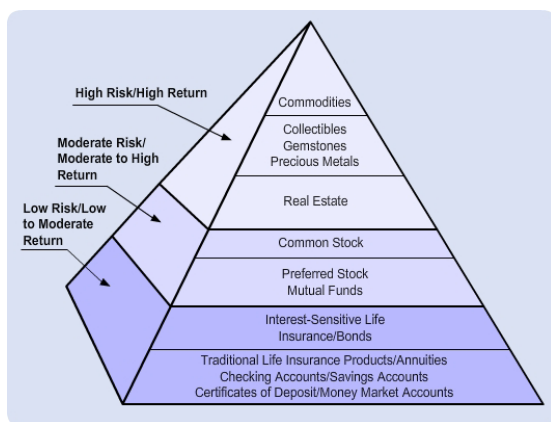 High Risk/High Return
Moderate Risk/
Moderate to High
Return
Low Risk/Low
to Moderate
Return
Commodities
Collectibles
Gemstones
Precious Metals
Real Estate
Common Stock
Preferred Stock
Mutual Funds
Interest-Sensitive Life
Insurance/Bonds
Traditional Life Insurance Products/Annuities
Checking Accounts/Savings Accounts
Certificates of Deposit/Money Market Accounts